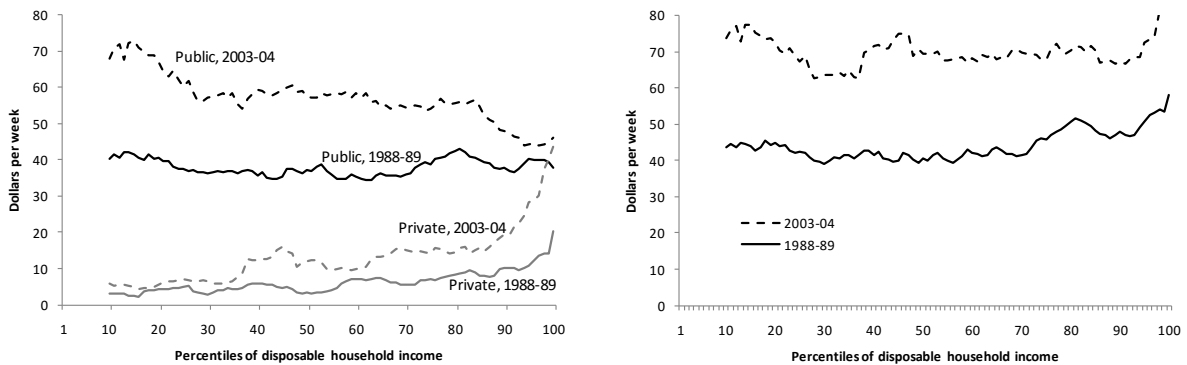 80
70
60
50
40
30
20
10
0
Dollars per week
Public, 2003-04
Public, 1988-89
Private, 2003-04
Private, 1988-89
1 10 20 30 40 50 60 70 80 90 100
Percentiles of disposable household income
80
70
60
50
40
30
20
10
0
Dollars per week
2003-04
1988-89
1 10 20 30 40 50 60 70 80 90 100
Percentiles of disposable household income